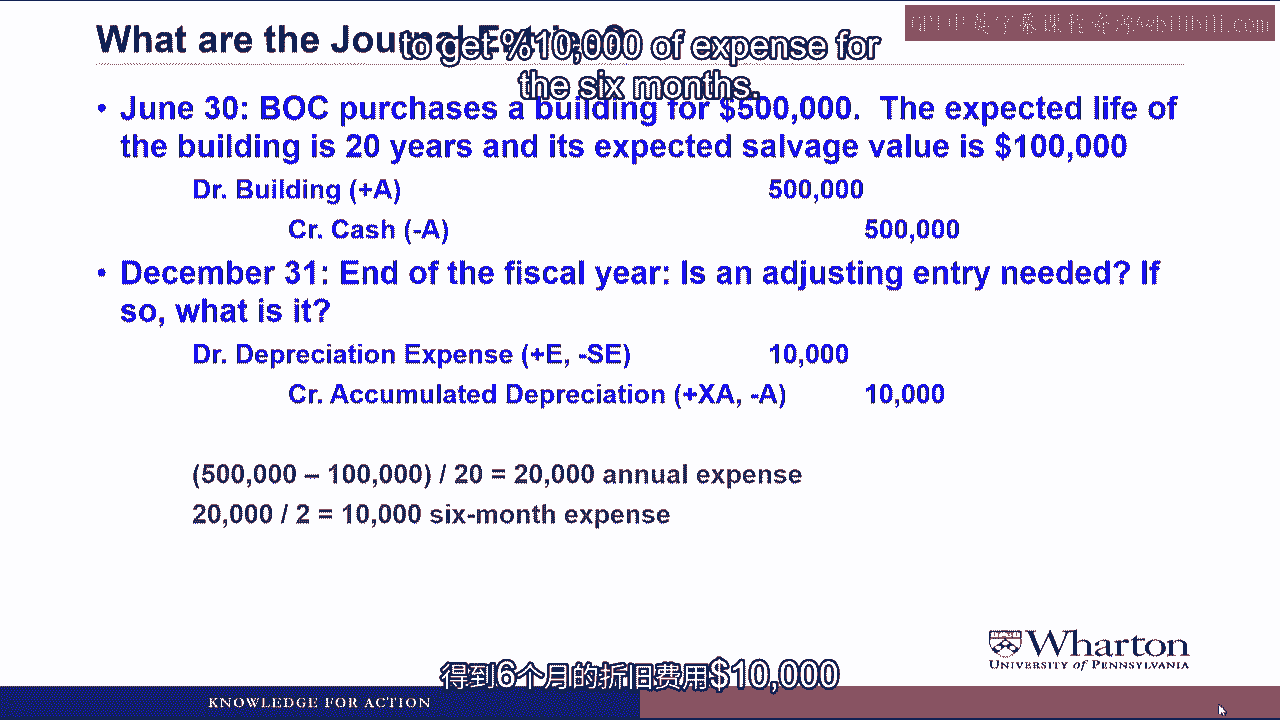 What are the Journal Entries?
to get %10,000 of expense for
the six months.
• June 30: BOC purchases a building for $500,000. The expected life of
the building is 20 years and its expected salvage value is $100,000
Dr. Building (+A) 500,000
Cr. Cash (-A) 500,000
• December 31: End of the fiscal year: Is an adjusting entry needed? If
so, what is it?
Dr. Depreciation Expense (+E, -SE) 10,000
Cr. Accumulated Depreciation (+XA, -A) 10,000
(500,000 – 100,000) / 20 = 20,000 annual expense
20,000 / 2 = 10,000 six-month expense
Wharton
UNIVERSITY of PENNSYLVANIA
得到6个月的折旧费用$10,000
KNOWLEDGE FOR ACTION